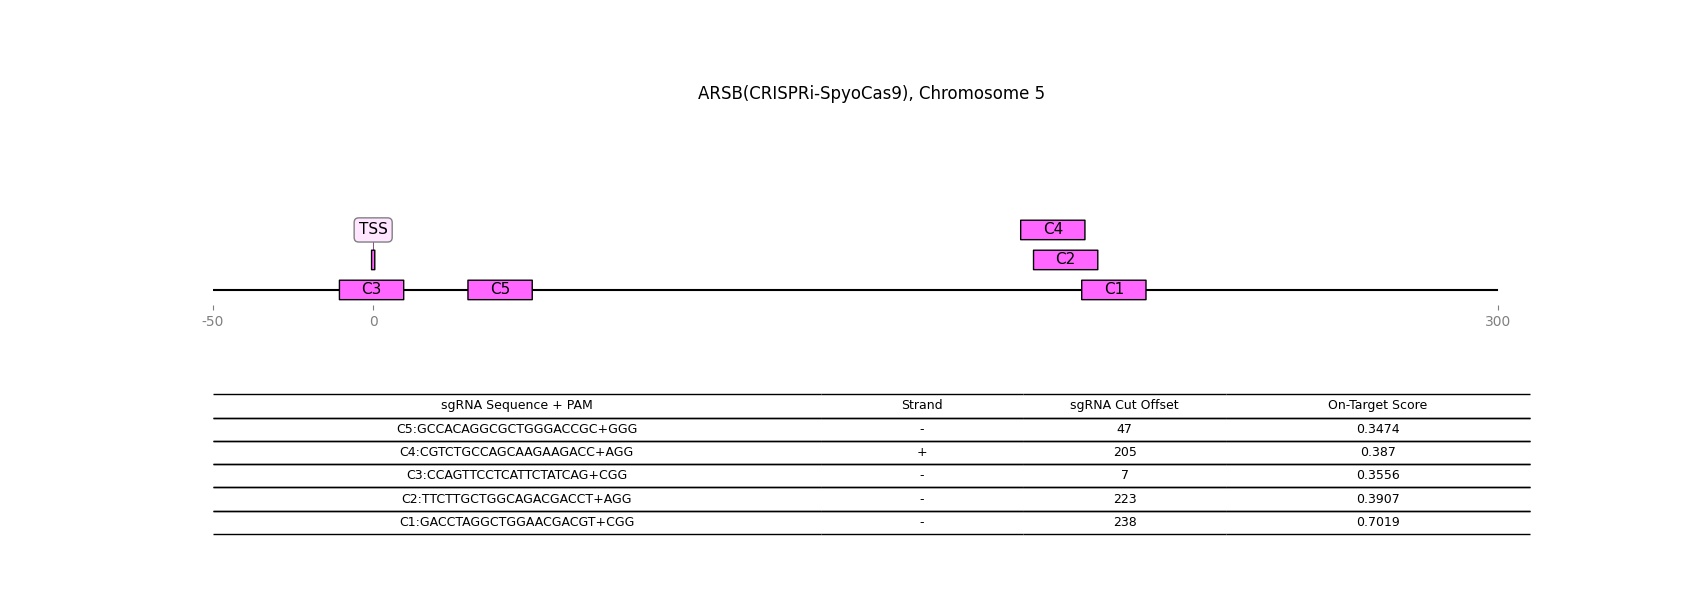 ARSB(CRISPRi-SpyoCas9), Chromosome 5
TSS
C4
C2
C3 C5 C1
-50 0 300
sgRNA Sequence + PAM Strand sgRNA Cut Offset On-Target Score
C5:GCCACAGGCGCTGGGACCGC+GGG - 47 0.3474
C4:CGTCTGCCAGCAAGAAGACC+AGG + 205 0.387
C3:CCAGTTCCTCATTCTATCAG+CGG - 7 0.3556
C2:TTCTTGCTGGCAGACGACCT+AGG - 223 0.3907
C1:GACCTAGGCTGGAACGACGT+CGG - 238 0.7019